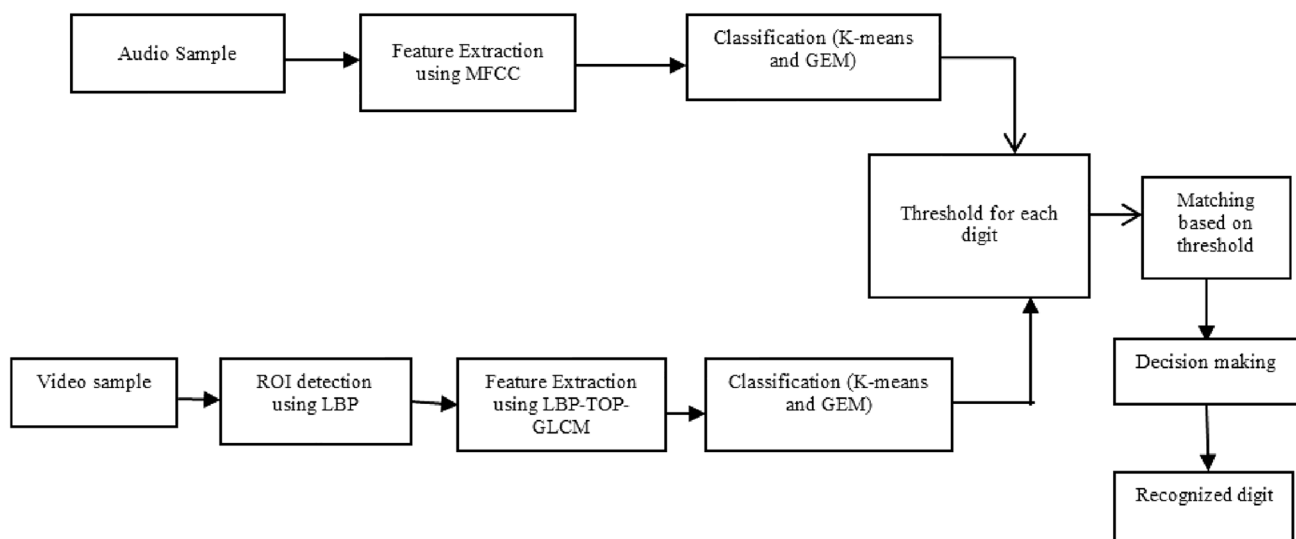 Audio Sample
Feature Extraction
using MFCC
Classification (K-means
and GEM)
Threshold for each
digit
Matching
based on
threshold
Video sample
ROI detection
using LBP
Feature Extraction
using LBP-TOP-
GLCM
Classification (K-means
and GEM)
Decision making
Recognized digit